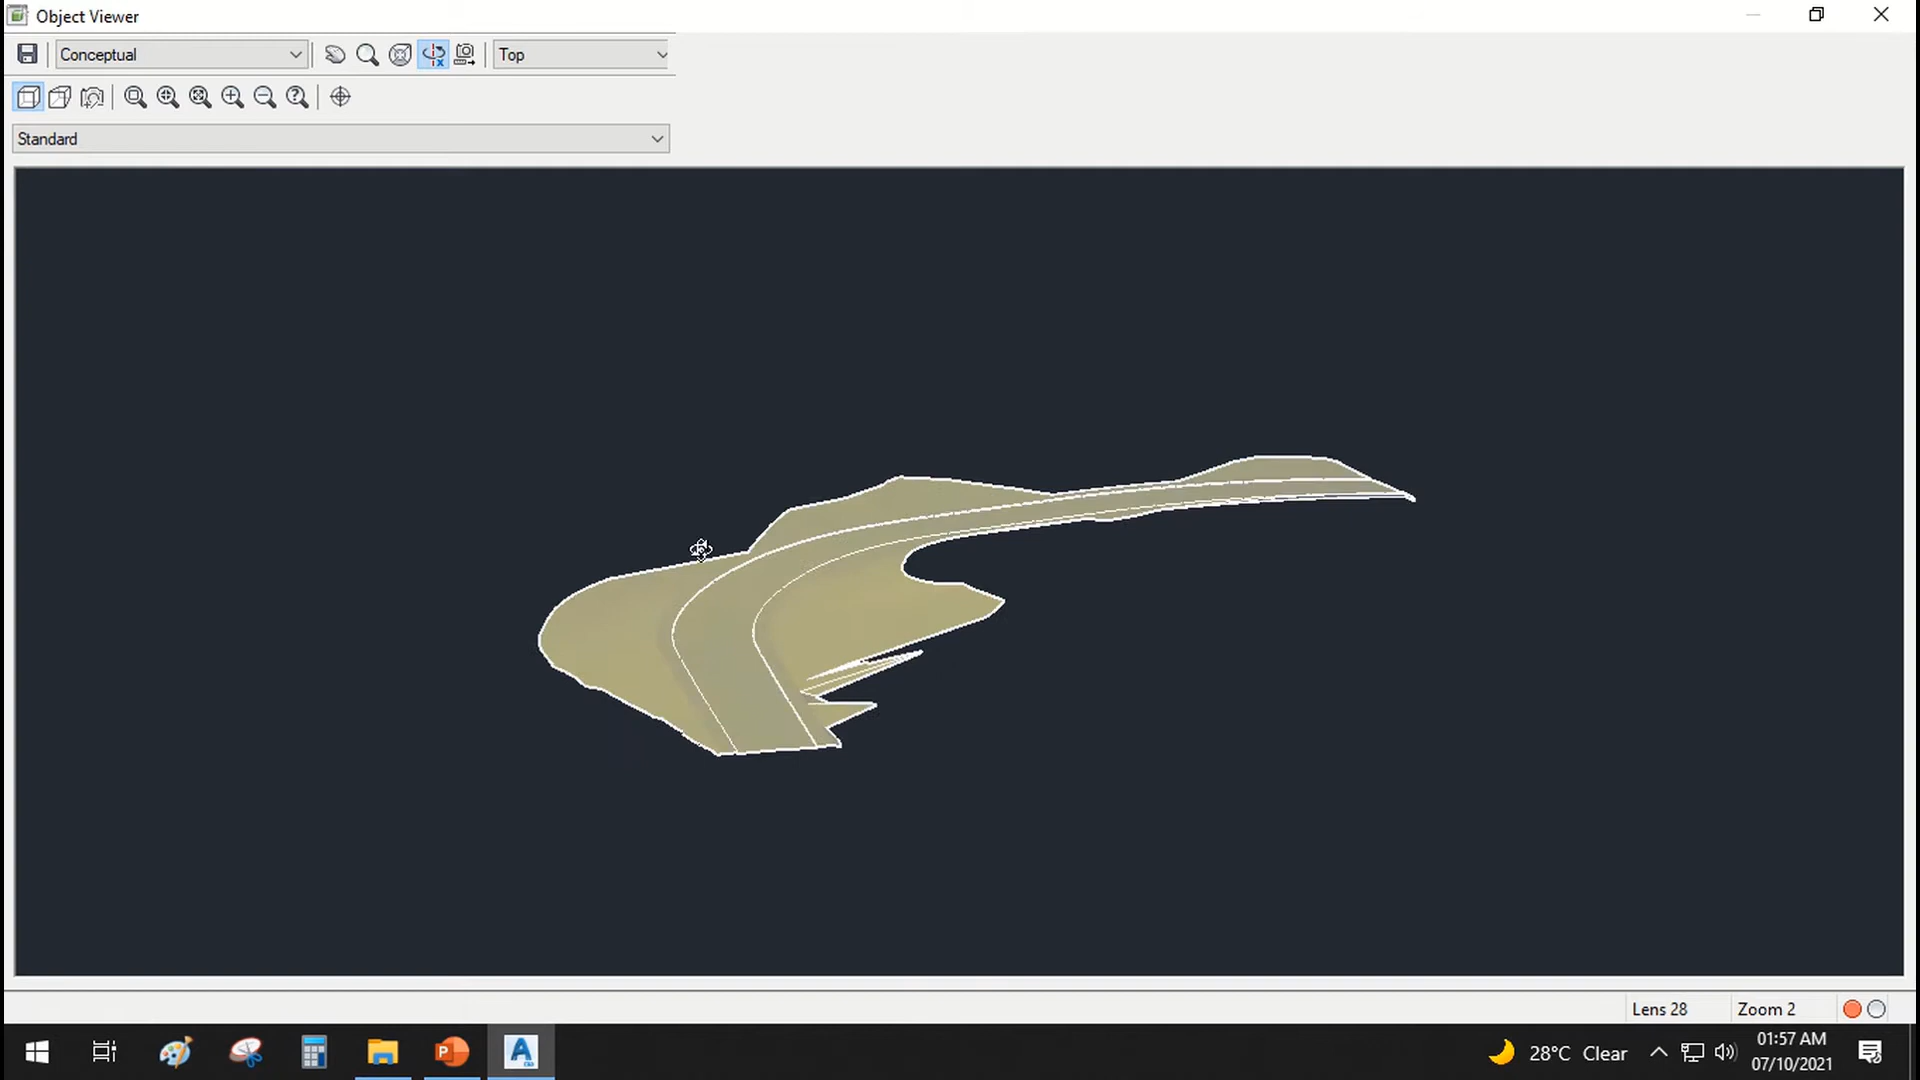 Object Viewer
Conceptual
Top
Standard
Lens 28
Zoom 2
28°C Clear
01:57 AM
07/10/2021